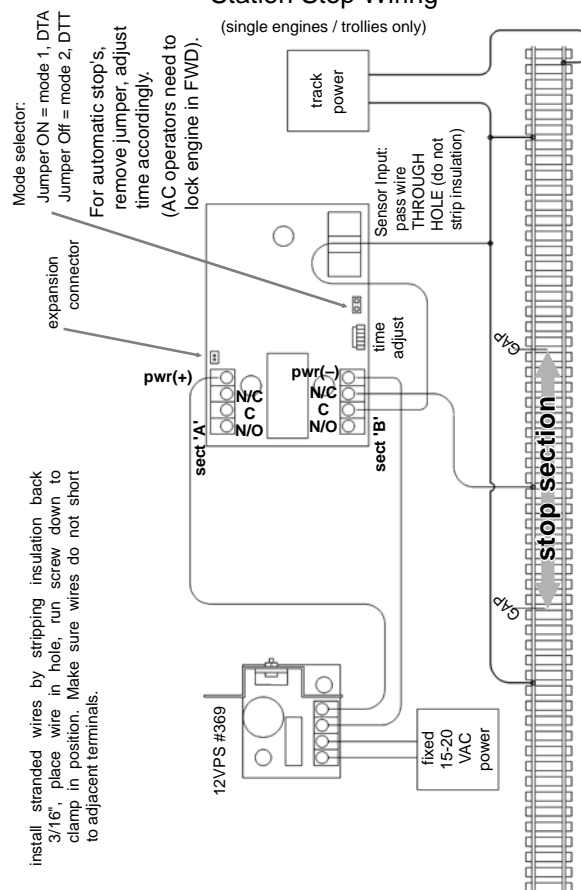 Station Stop Wiring
(single engines / trollies only)
Mode selector:
Jumper ON = mode 1, DTA
Jumper Off = mode 2, DTT
For automatic stop's,
remove jumper, adjust
time accordingly.
(AC operators need to
lock engine in FWD).
expansion
connector
track
power
Sensor Input:
pass wire
THROUGH
HOLE (do not
strip insulation)
time
adjust
pwr(+)
N/C
C
N/O
sect 'A'
pwr(–)
N/C
C
N/O
sect 'B'
GAP
stop section
GAP
install stranded wires by stripping insulation back
3/16", place wire in hole, run screw down to
clamp in position. Make sure wires do not short
to adjacent terminals.
12VPS #369
fixed
15-20
VAC
power